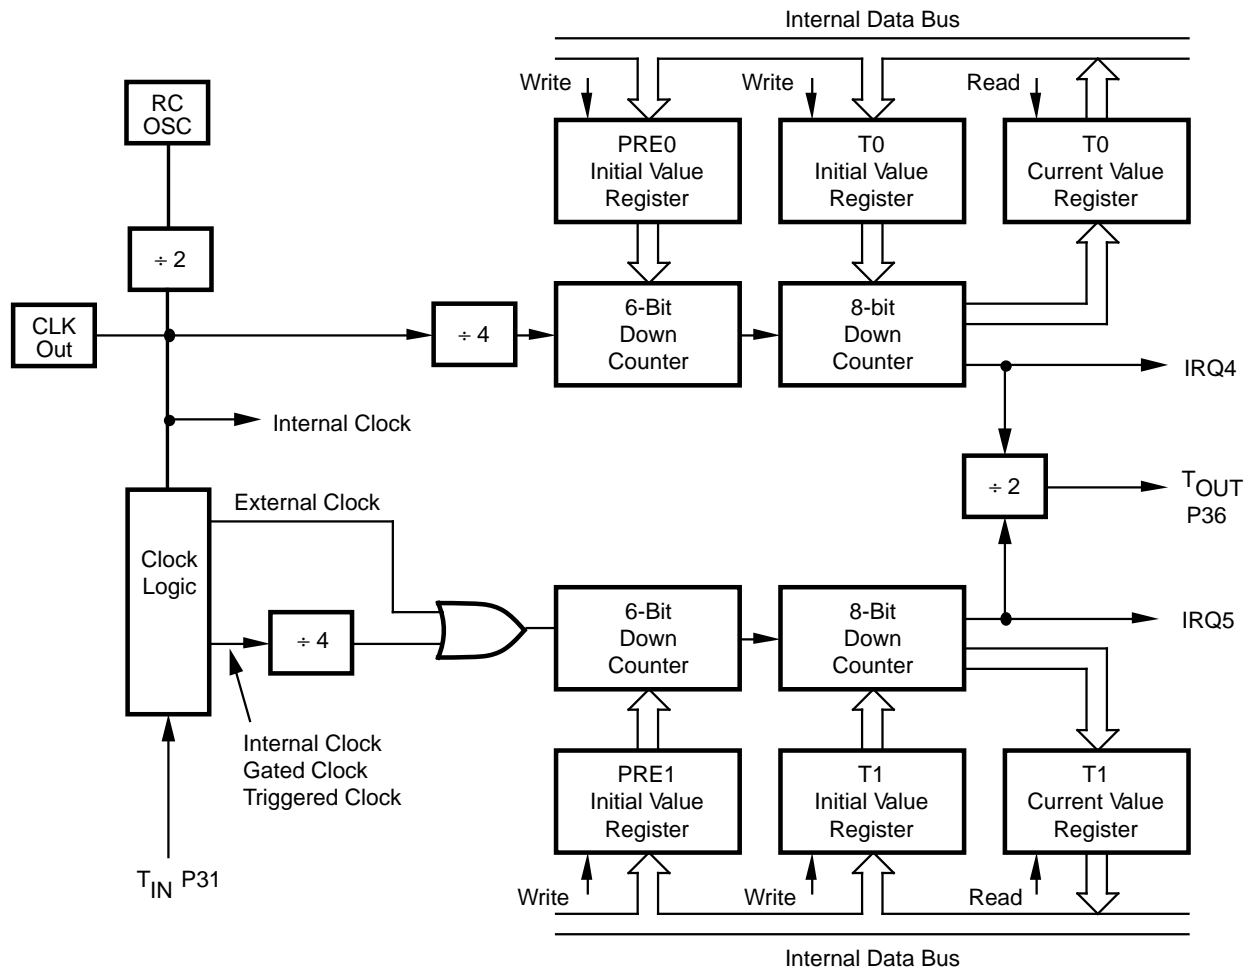 Internal Data Bus
Write
Write
Read
RC
OSC
PRE0
Initial Value
Register
T0
Initial Value
Register
T0
Current Value
Register
÷ 2
CLK
Out
÷ 4
6-Bit
Down
Counter
8-bit
Down
Counter
IRQ4
Internal Clock
÷ 2
TOUT
P36
External Clock
Clock
Logic
÷ 4
6-Bit
Down
Counter
8-Bit
Down
Counter
IRQ5
Internal Clock
Gated Clock
Triggered Clock
PRE1
Initial Value
Register
T1
Initial Value
Register
T1
Current Value
Register
TIN P31
Write
Write
Read
Internal Data Bus